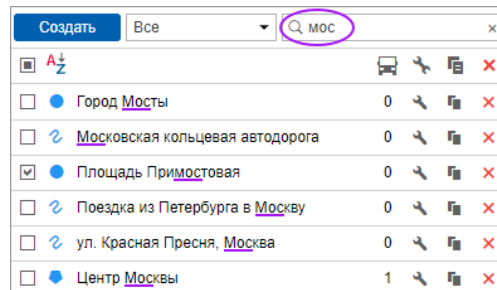 Создать Все мос
Город Мосты 0
Московская кольцевая автодорога 0
Площадь Примостовая 0
Поездка из Петербурга в Москву 0
ул. Красная Пресня, Москва 0
Центр Москвы 1